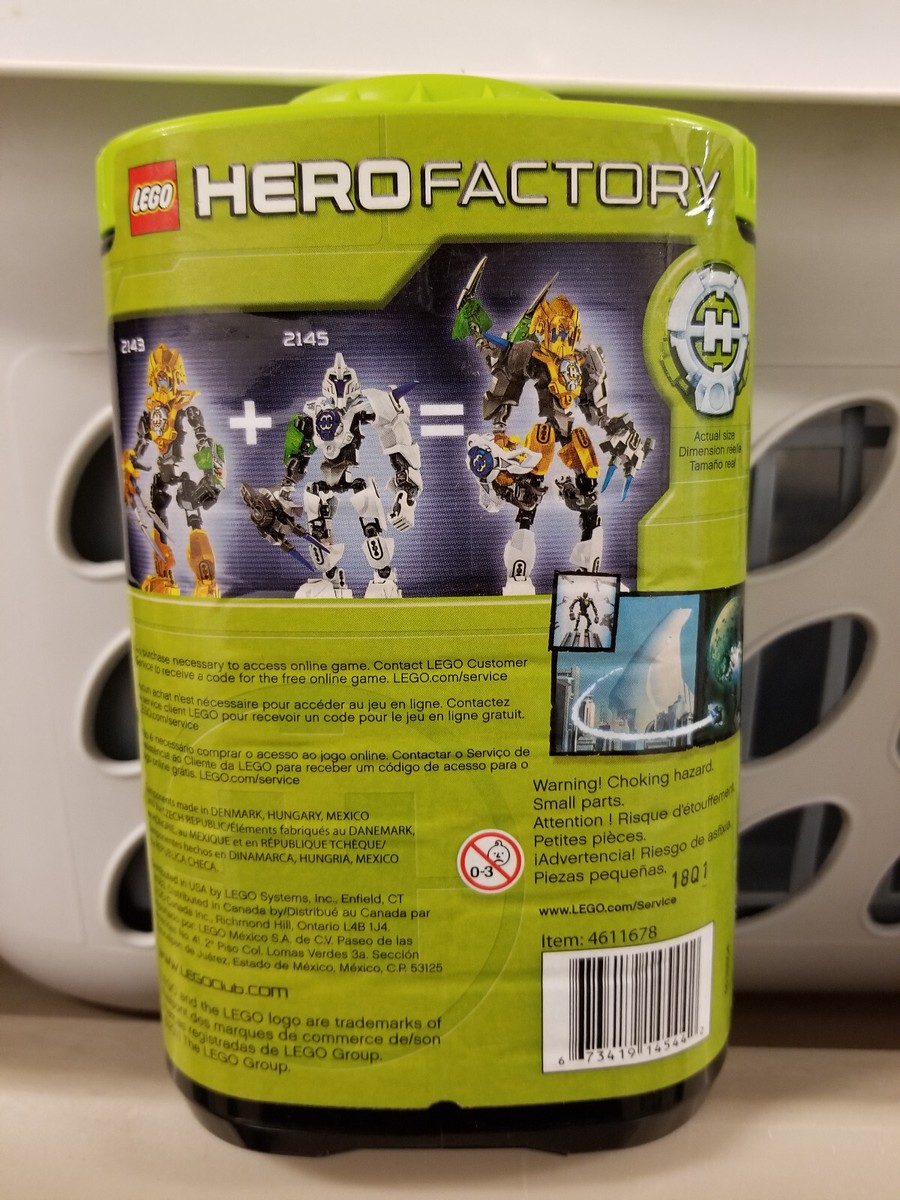 LEGO HERO FACTORY
2143
2145
+
=
H
Actual size
Dimension réelle
Tamaño real
purchase necessary to access online game. Contact LEGO Customer
to receive a code for the free online game. LEGO.com/service
achat n'est nécessaire pour accéder au jeu en ligne. Contactez
service client LEGO pour recevoir un code pour le jeu en ligne gratuit.
necessário comprar o acesso ao jogo online. Contactar o Serviço de
ao Cliente da LEGO para receber um código de acesso para o
online grátis. LEGO.com/service
made in DENMARK, HUNGARY, MEXICO
CZECH REPUBLIC/Éléments fabriqués au DANEMARK,
au MEXIQUE et en RÉPUBLIQUE TCHÈQUE/
hechos en DINAMARCA, HUNGRIA, MEXICO
CHECA.
in USA by LEGO Systems, Inc., Enfield, CT
Distributed in Canada by/Distribué au Canada par
Canada Inc., Richmond Hill, Ontario L4B 1J4.
por LEGO México S.A. de C.V. Paseo de las
No. 4i, 2° Piso Col. Lomas Verdes 3a. Sección
de Juárez, Estado de México, México, C.P. 53125
LEGOclub.com
and the LEGO logo are trademarks of
des marques de commerce de/son
registradas de LEGO Group.
The LEGO Group.
Warning! Choking hazard.
Small parts.
Attention ! Risque d'étouffement.
Petites pièces.
¡Advertencia! Riesgo de asfixia.
Piezas pequeñas.
18Q1
0-3
www.LEGO.com/Service
Item: 4611678
6 73419 14544 2